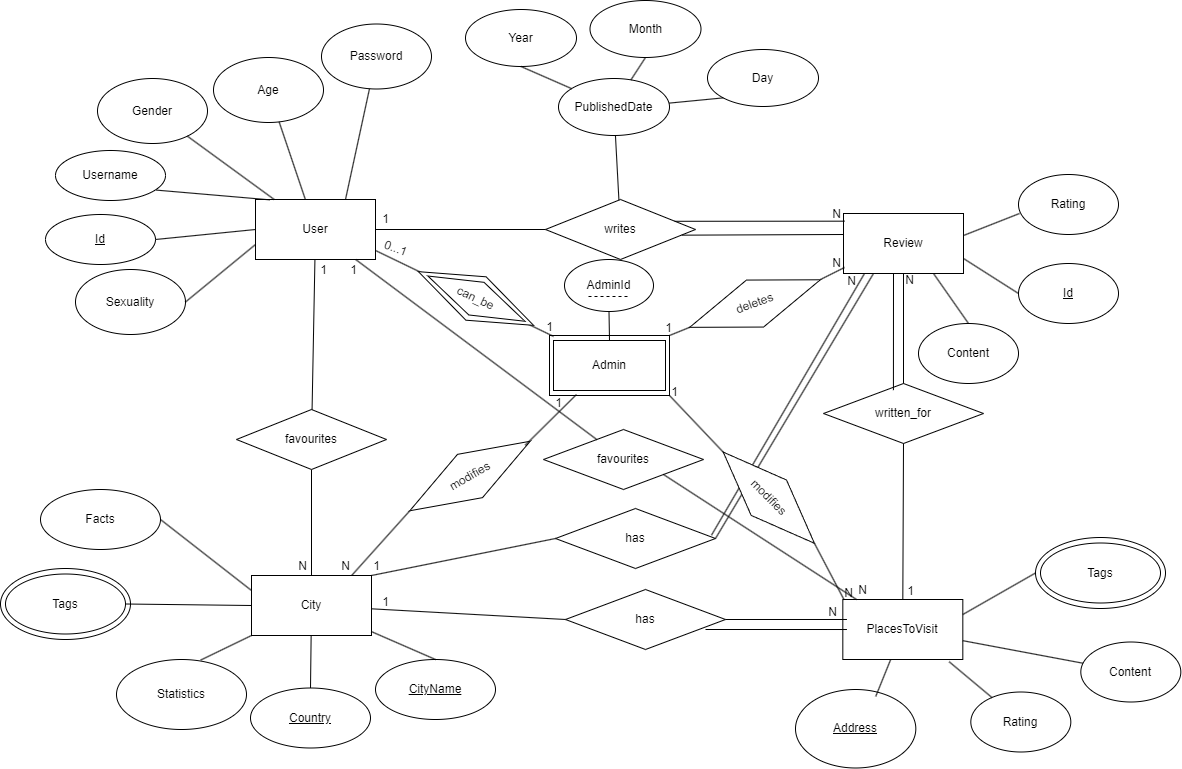 Year
Month
Day
PublishedDate
Password
Age
Gender
Username
Id
Sexuality
User
1
writes
N
Review
Rating
Id
Content
0...1
can_be
1
1
AdminId
deletes
N
N
N
1
1
Admin
1
1
favourites
modifies
favourites
modifies
written_for
has
Facts
N
N
1
Tags
City
1
has
N
N
N
1
PlacesToVisit
Tags
Content
Statistics
Country
CityName
Address
Rating